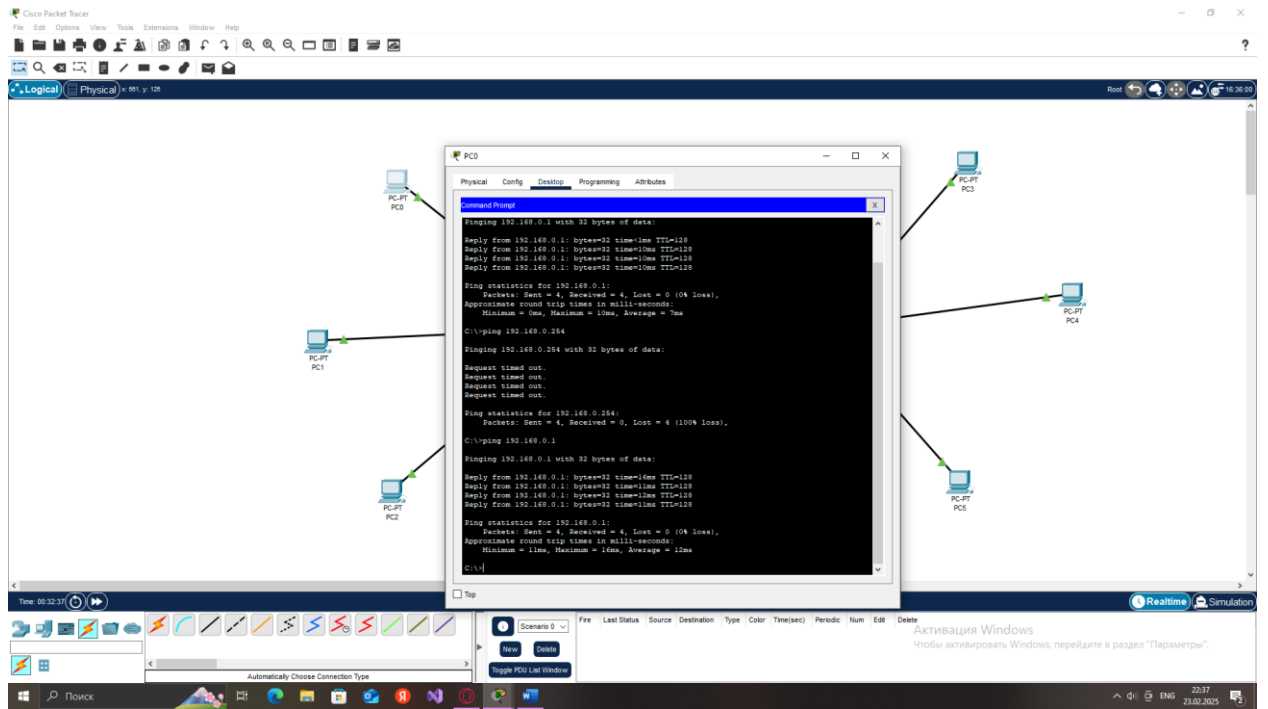 Cisco Packet Tracer
File Edit Options View Tools Extensions Window Help
?
Logical Physical x: 661, y: 126 Root 16:36:00
PC0
Physical Config Desktop Programming Attributes
Command Prompt X
Pinging 192.168.0.1 with 32 bytes of data:
Reply from 192.168.0.1: bytes=32 time<1ms TTL=128
Reply from 192.168.0.1: bytes=32 time=10ms TTL=128
Reply from 192.168.0.1: bytes=32 time=10ms TTL=128
Reply from 192.168.0.1: bytes=32 time=10ms TTL=128
Ping statistics for 192.168.0.1:
Packets: Sent = 4, Received = 4, Lost = 0 (0% loss),
Approximate round trip times in milli-seconds:
Minimum = 0ms, Maximum = 10ms, Average = 7ms
C:\>ping 192.168.0.254
Pinging 192.168.0.254 with 32 bytes of data:
Request timed out.
Request timed out.
Request timed out.
Request timed out.
Ping statistics for 192.168.0.254:
Packets: Sent = 4, Received = 0, Lost = 4 (100% loss),
C:\>ping 192.168.0.1
Pinging 192.168.0.1 with 32 bytes of data:
Reply from 192.168.0.1: bytes=32 time=16ms TTL=128
Reply from 192.168.0.1: bytes=32 time=11ms TTL=128
Reply from 192.168.0.1: bytes=32 time=12ms TTL=128
Reply from 192.168.0.1: bytes=32 time=11ms TTL=128
Ping statistics for 192.168.0.1:
Packets: Sent = 4, Received = 4, Lost = 0 (0% loss),
Approximate round trip times in milli-seconds:
Minimum = 11ms, Maximum = 16ms, Average = 12ms
C:\>
Top
PC-PT
PC0
PC-PT
PC1
PC-PT
PC2
PC-PT
PC3
PC-PT
PC4
PC-PT
PC5
Time: 00:32:37 Realtime Simulation
Scenario 0
New Delete
Toggle PDU List Window
Fire Last Status Source Destination Type Color Time(sec) Periodic Num Edit Delete
Automatically Choose Connection Type
Активация Windows
Чтобы активировать Windows, перейдите в раздел "Параметры".
Поиск
Я
ENG
22:37
23.02.2025
2